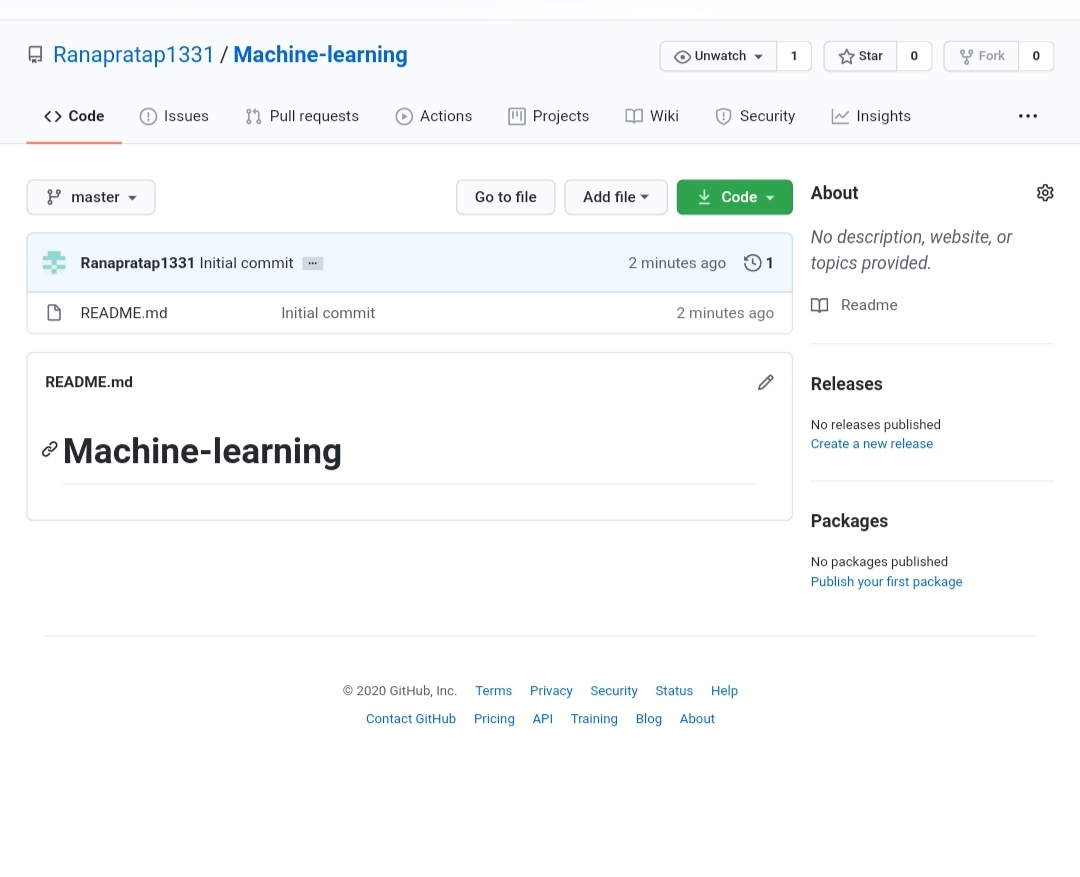 Ranapratap1331 / Machine-learning
Unwatch 1 Star 0 Fork 0
Code Issues Pull requests Actions Projects Wiki Security Insights ...
master Go to file Add file Code
Ranapratap1331 Initial commit ... 2 minutes ago 1
README.md Initial commit 2 minutes ago
README.md
Machine-learning
About
No description, website, or
topics provided.
Readme
Releases
No releases published
Create a new release
Packages
No packages published
Publish your first package
© 2020 GitHub, Inc. Terms Privacy Security Status Help
Contact GitHub Pricing API Training Blog About